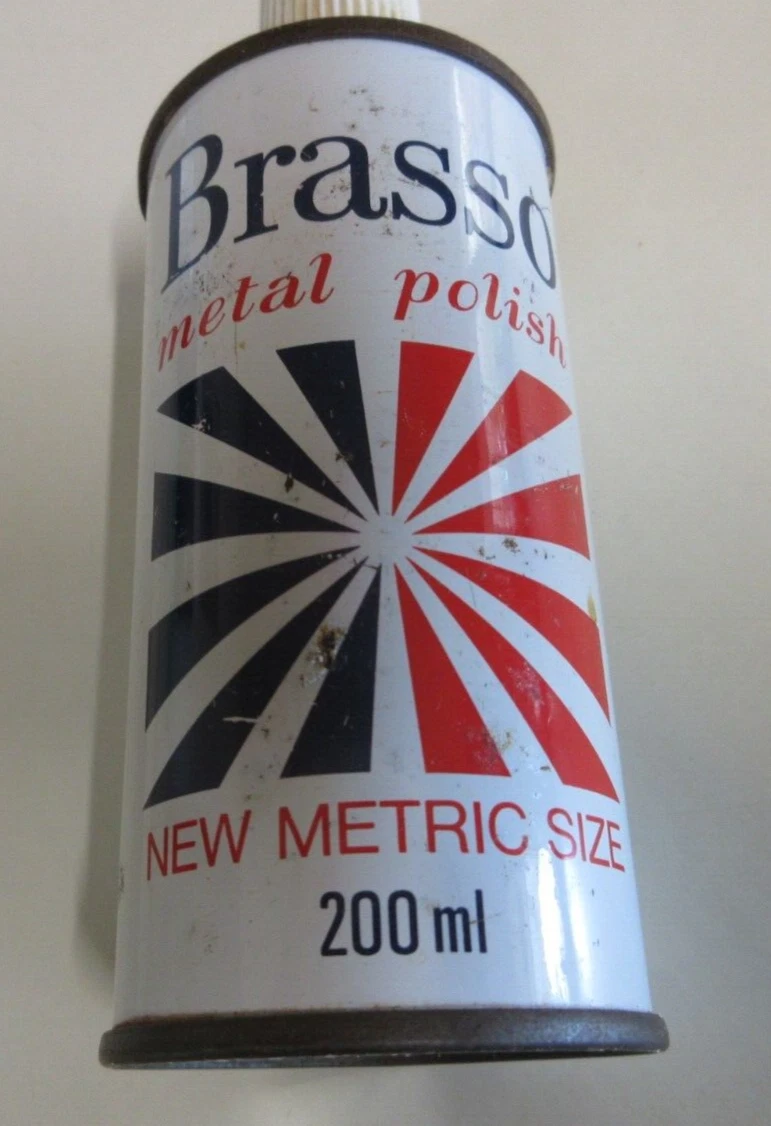 Brasso
metal polish
NEW METRIC SIZE
200 ml